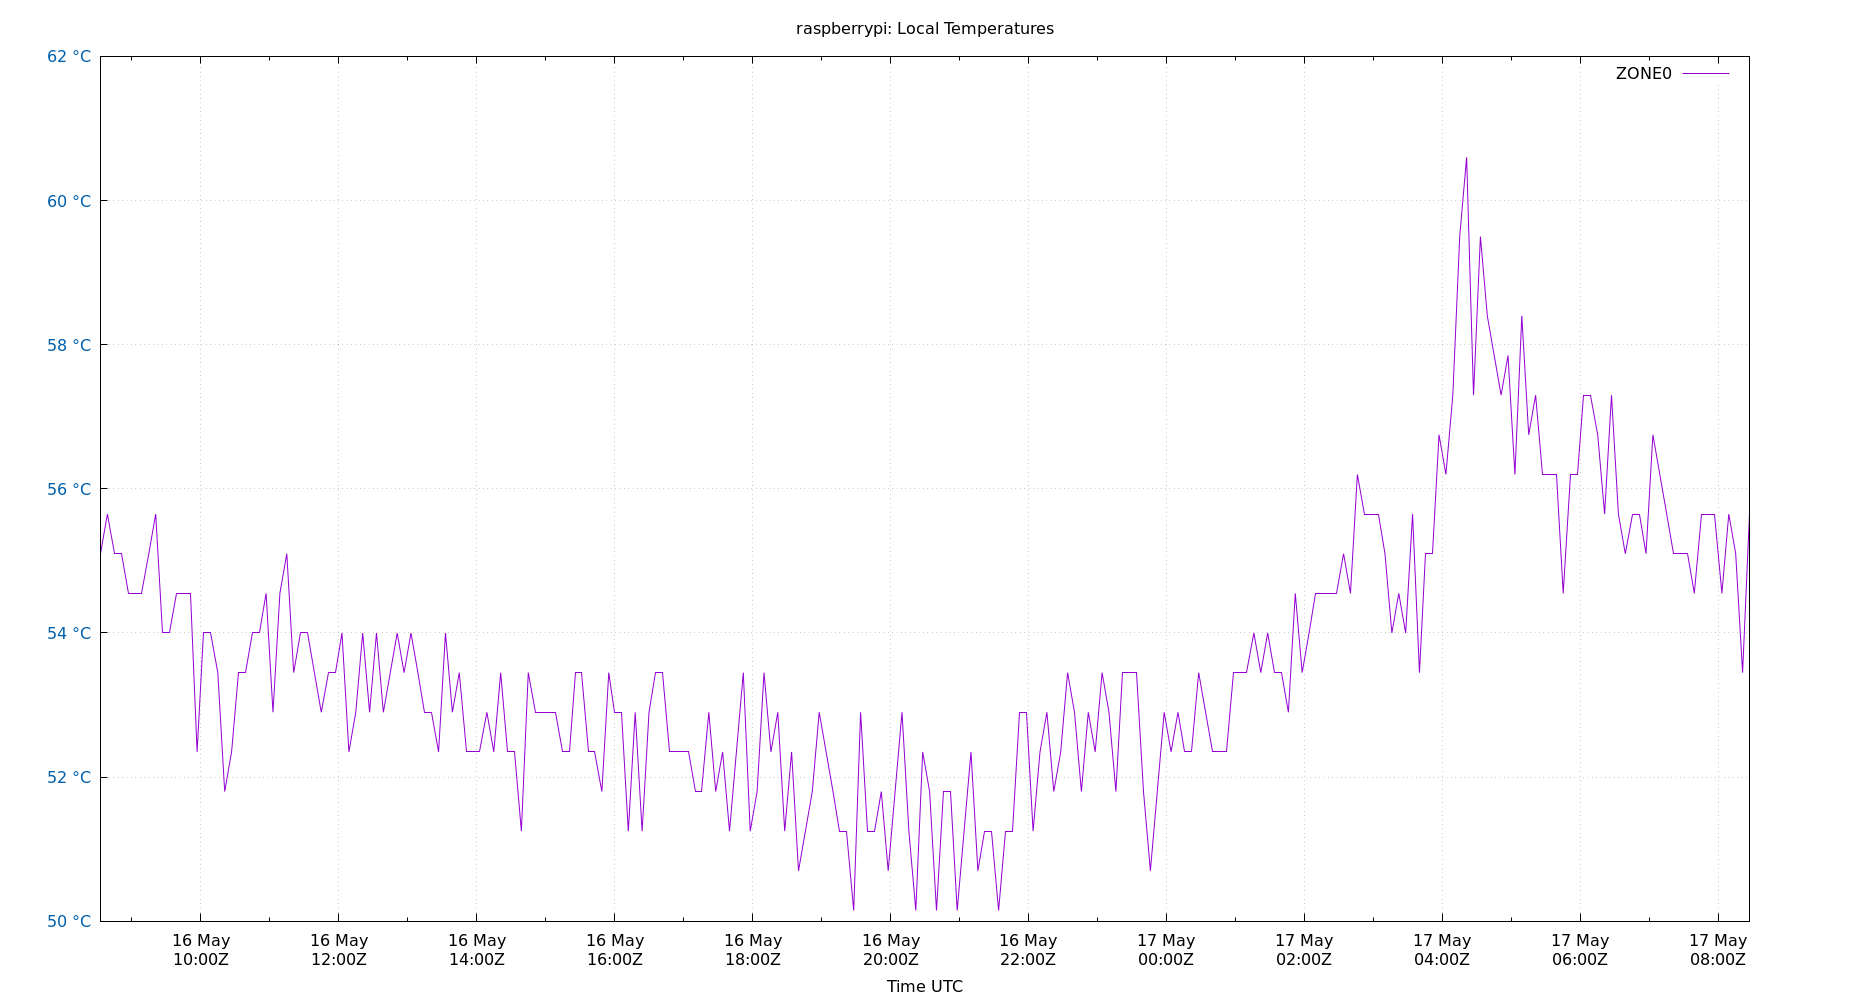 raspberrypi: Local Temperatures
62 °C
ZONE0
60 °C
58 °C
56 °C
54 °C
52 °C
50 °C
16 May 16 May 16 May 16 May 16 May 16 May 16 May 17 May 17 May 17 May 17 May 17 May
10:00Z 12:00Z 14:00Z 16:00Z 18:00Z 20:00Z 22:00Z 00:00Z 02:00Z 04:00Z 06:00Z 08:00Z
Time UTC